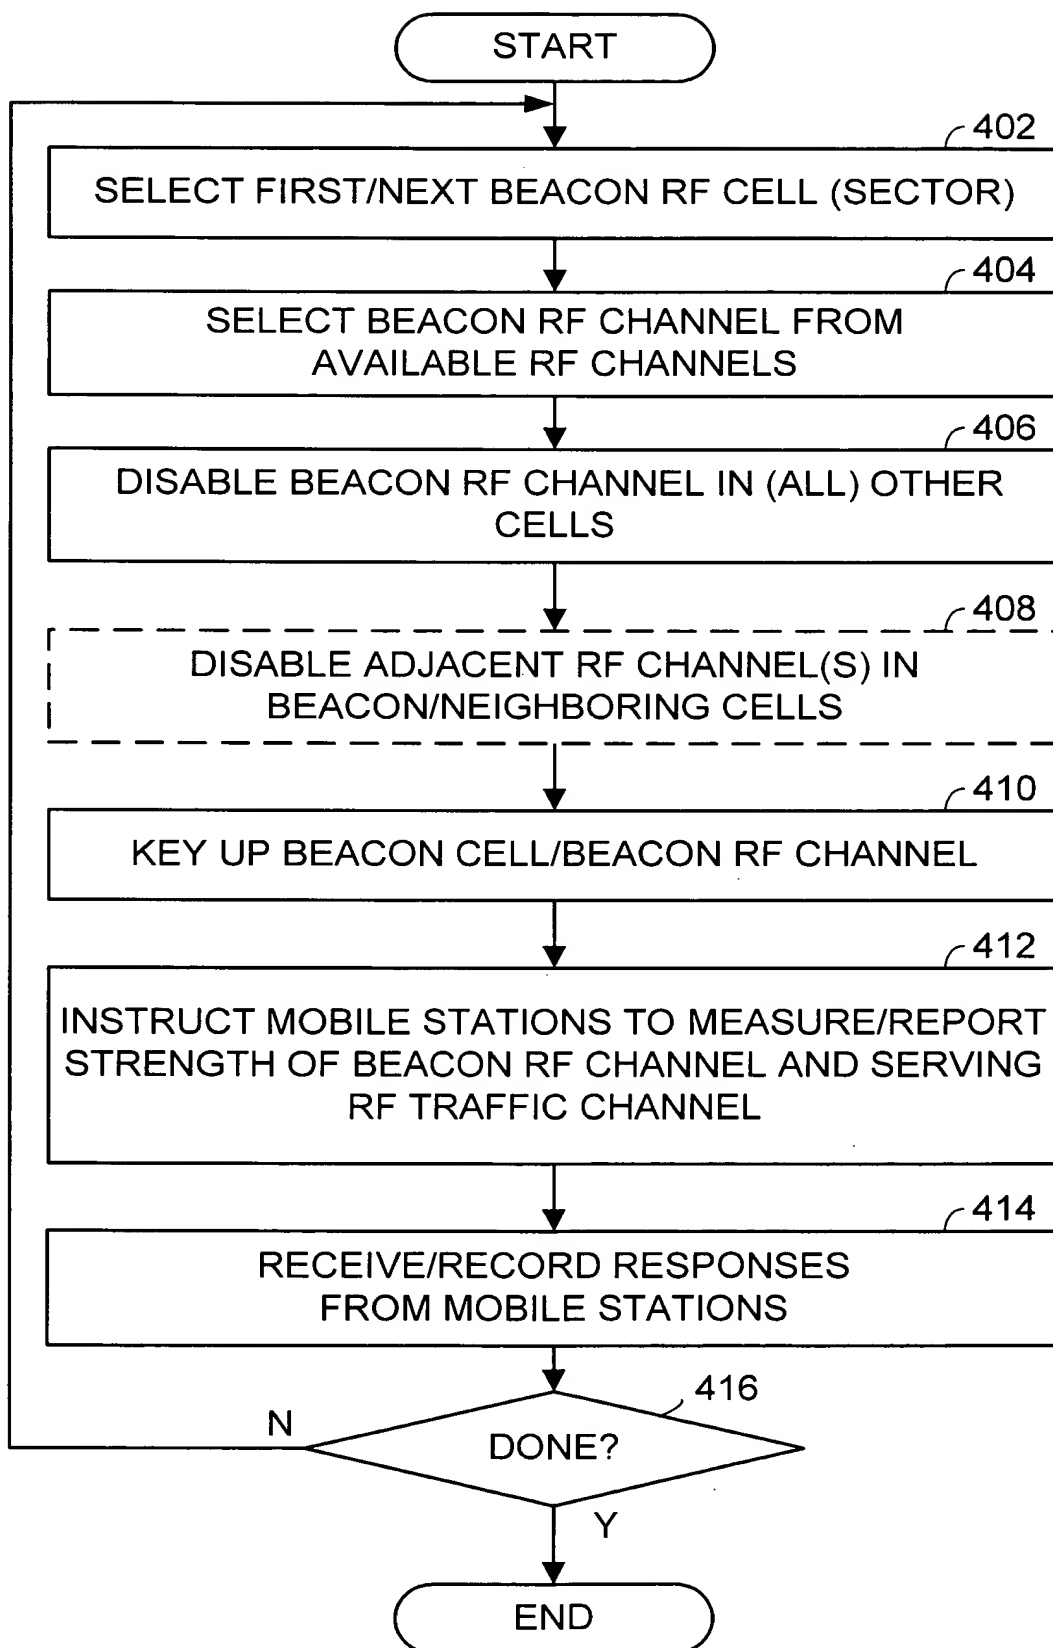 START
402
SELECT FIRST/NEXT BEACON RF CELL (SECTOR)
404
SELECT BEACON RF CHANNEL FROM
AVAILABLE RF CHANNELS
406
DISABLE BEACON RF CHANNEL IN (ALL) OTHER
CELLS
408
DISABLE ADJACENT RF CHANNEL(S) IN
BEACON/NEIGHBORING CELLS
410
KEY UP BEACON CELL/BEACON RF CHANNEL
412
INSTRUCT MOBILE STATIONS TO MEASURE/REPORT
STRENGTH OF BEACON RF CHANNEL AND SERVING
RF TRAFFIC CHANNEL
414
RECEIVE/RECORD RESPONSES
FROM MOBILE STATIONS
416
N
DONE?
Y
END